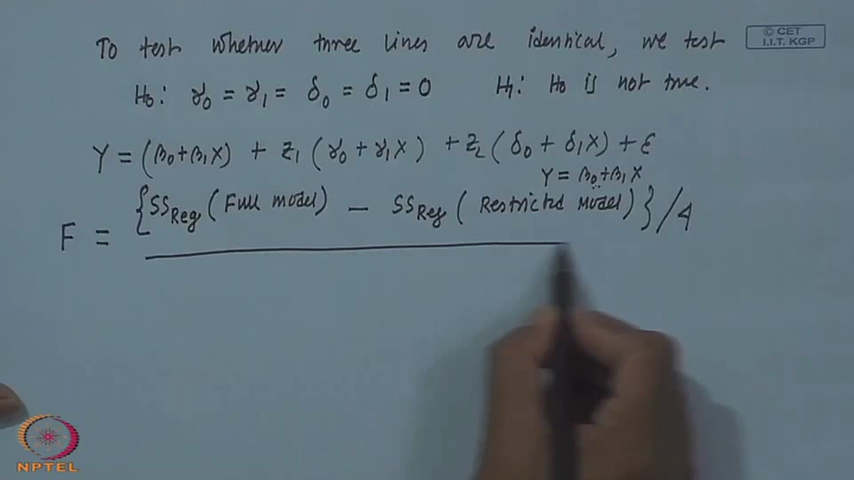 To test whether three lines are identical, we test
© CET
I.I.T. KGP
H₀: γ₀ = γ₁ = δ₀ = δ₁ = 0 H₁: H₀ is not true.
Y = (β₀+β₁X) + Z₁ (γ₀ + γ₁X) + Z₂ (δ₀ + δ₁X) + ε
Y = β₀+β₁X
F = {SS_Reg (Full model) − SS_Reg (Restricted Model)} / 4
NPTEL